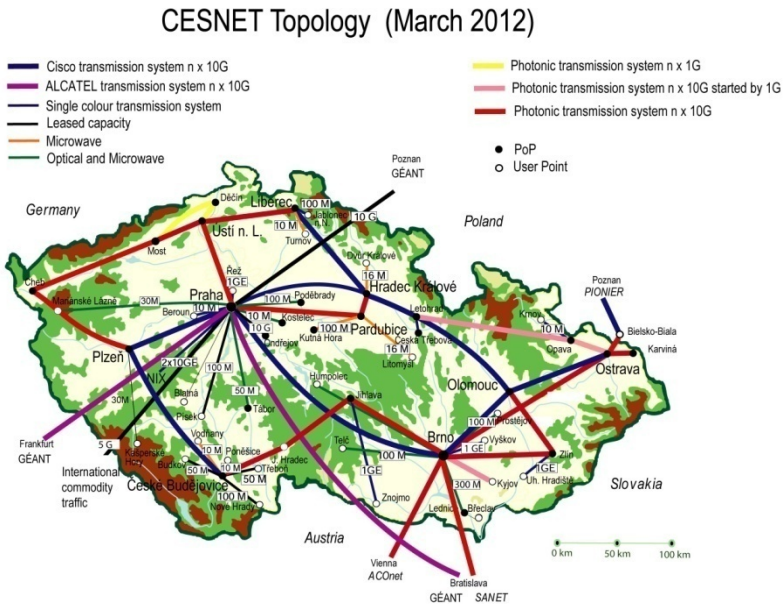 CESNET Topology (March 2012)
Cisco transmission system n x 10G
ALCATEL transmission system n x 10G
Single colour transmission system
Leased capacity
Microwave
Optical and Microwave
Photonic transmission system n x 1G
Photonic transmission system n x 10G started by 1G
Photonic transmission system n x 10G
PoP
User Point
Poznan
GÉANT
Germany
Poland
Děčín
Liberec
100 M
Jablonec
n.N.
10 G
Ustí n. L.
10 M
Turnov
Most
Dvůr Králové
16 M
Řež
1GE
Cheb
Praha
Hradec Králové
Poznan
PIONIER
Mariánské Lázně
30M
100 M
Poděbrady
Letohrad
Krnov
Beroun
10 M
10 M
Kostelec
Pardubice
10 M
Bielsko-Biala
10 G
100 M
Kutná Hora
Česká Třebova
Opava
Karviná
Plzeň
Ondřejov
16 M
Litomyšl
Ostrava
2x10GE
NIX
100 M
Humpolec
Olomouc
30M
Blatná
50 M
Jihlava
Písek
Tábor
100 M
Prostějov
Frankfurt
GÉANT
5 G
Vodňany
Telč
Brno
Vyškov
1 GE
Kašperské
Hory
10 M
Poněšice
J. Hradec
100 M
Zlín
International
commodity
traffic
Budkov
50 M
10 M
Třeboň
1GE
1GE
České Budějovice
50 M
300 M
Kyjov
Uh. Hradiště
100 M
Nové Hrady
Znojmo
Lednice
Břeclav
Slovakia
Austria
0 km
50 km
100 km
Vienna
ACOnet
Bratislava
GÉANT
SANET